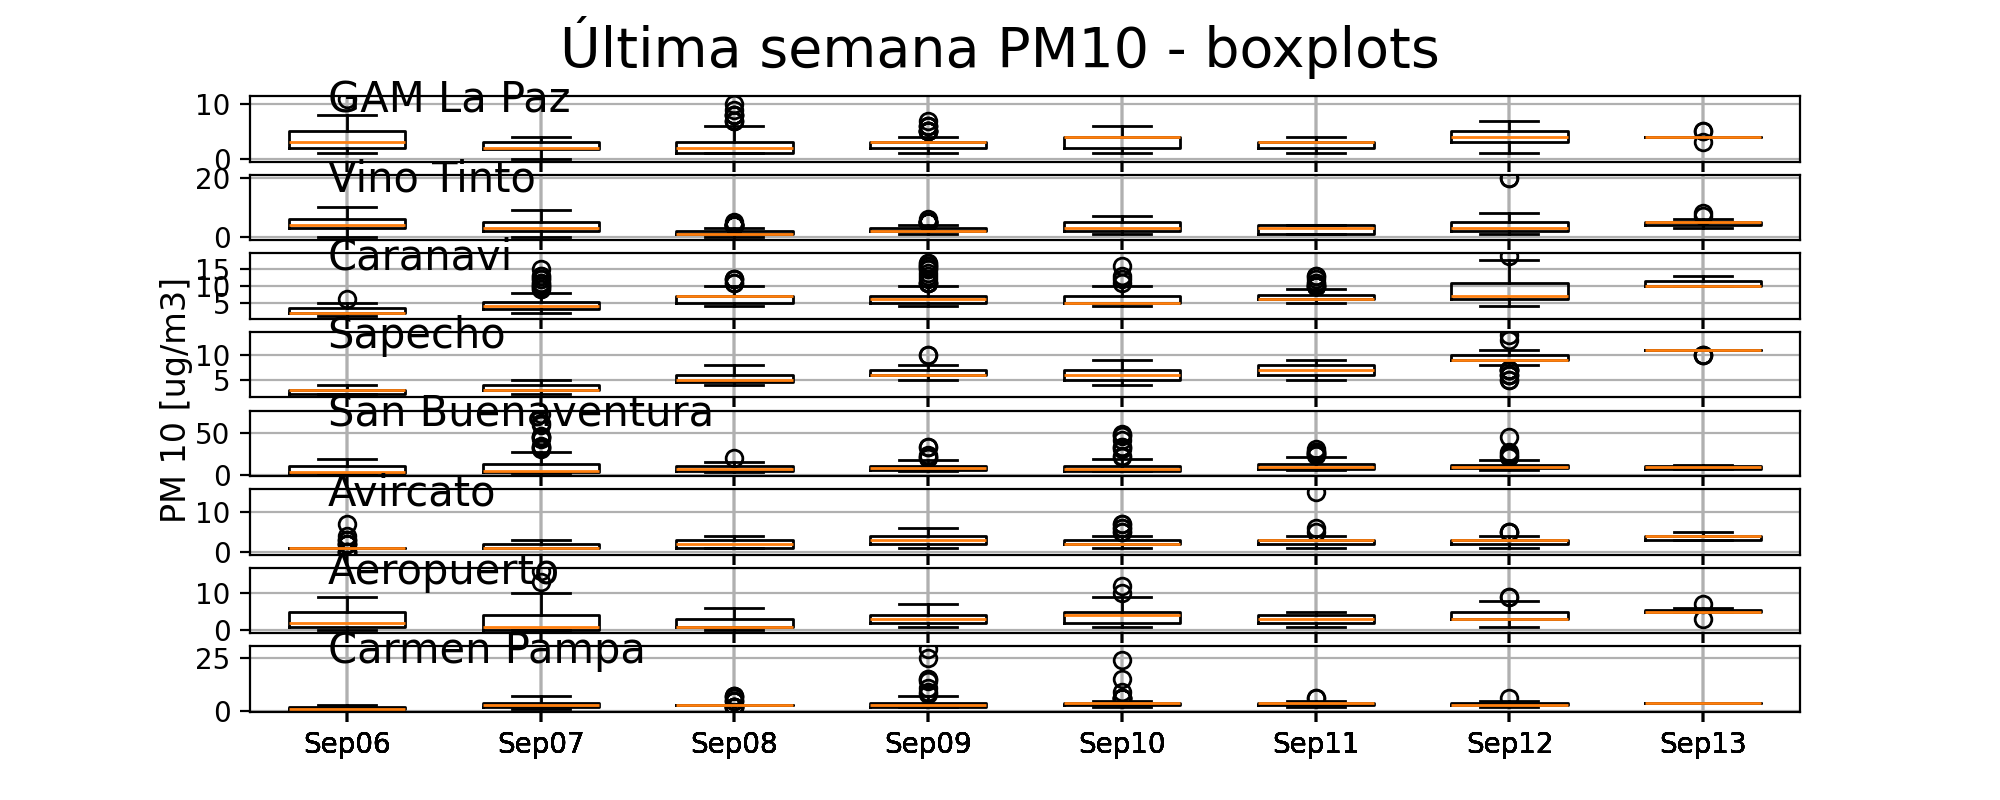 Última semana PM10 - boxplots
GAM La Paz
10
0
Vino Tinto
20
0
Caranavi
15
10
5
Sapecho
10
5
San Buenaventura
50
0
Avircato
10
0
Aeropuerto
10
0
Carmen Pampa
25
0
PM 10 [ug/m3]
Sep06 Sep07 Sep08 Sep09 Sep10 Sep11 Sep12 Sep13